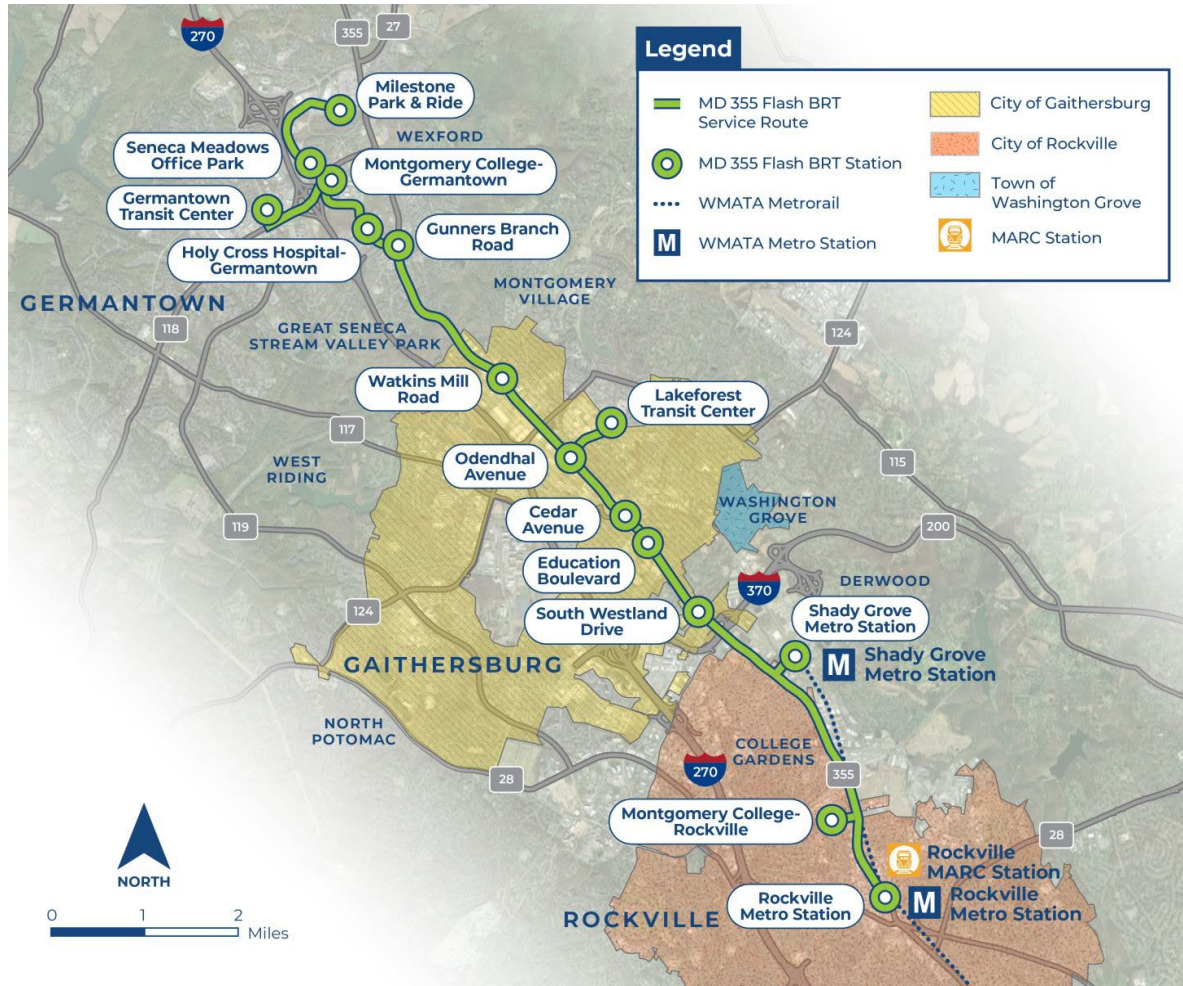 270
355
27
Milestone
Park & Ride
WEXFORD
Seneca Meadows
Office Park
Montgomery College-
Germantown
Germantown
Transit Center
Gunners Branch
Road
Holy Cross Hospital-
Germantown
GERMANTOWN
118
MONTGOMERY
VILLAGE
GREAT SENECA
STREAM VALLEY PARK
124
Watkins Mill
Road
Lakeforest
Transit Center
117
WEST
RIDING
Odendhal
Avenue
115
119
Cedar
Avenue
WASHINGTON
GROVE
200
Education
Boulevard
370
DERWOOD
124
South Westland
Drive
Shady Grove
Metro Station
GAITHERSBURG
M
Shady Grove
Metro Station
NORTH
POTOMAC
28
COLLEGE
GARDENS
270
355
Montgomery College-
Rockville
28
Rockville
MARC Station
Rockville
Metro Station
M
Rockville
Metro Station
ROCKVILLE
NORTH
0 1 2
Miles
Legend
MD 355 Flash BRT
Service Route
MD 355 Flash BRT Station
WMATA Metrorail
M
WMATA Metro Station
City of Gaithersburg
City of Rockville
Town of
Washington Grove
MARC Station